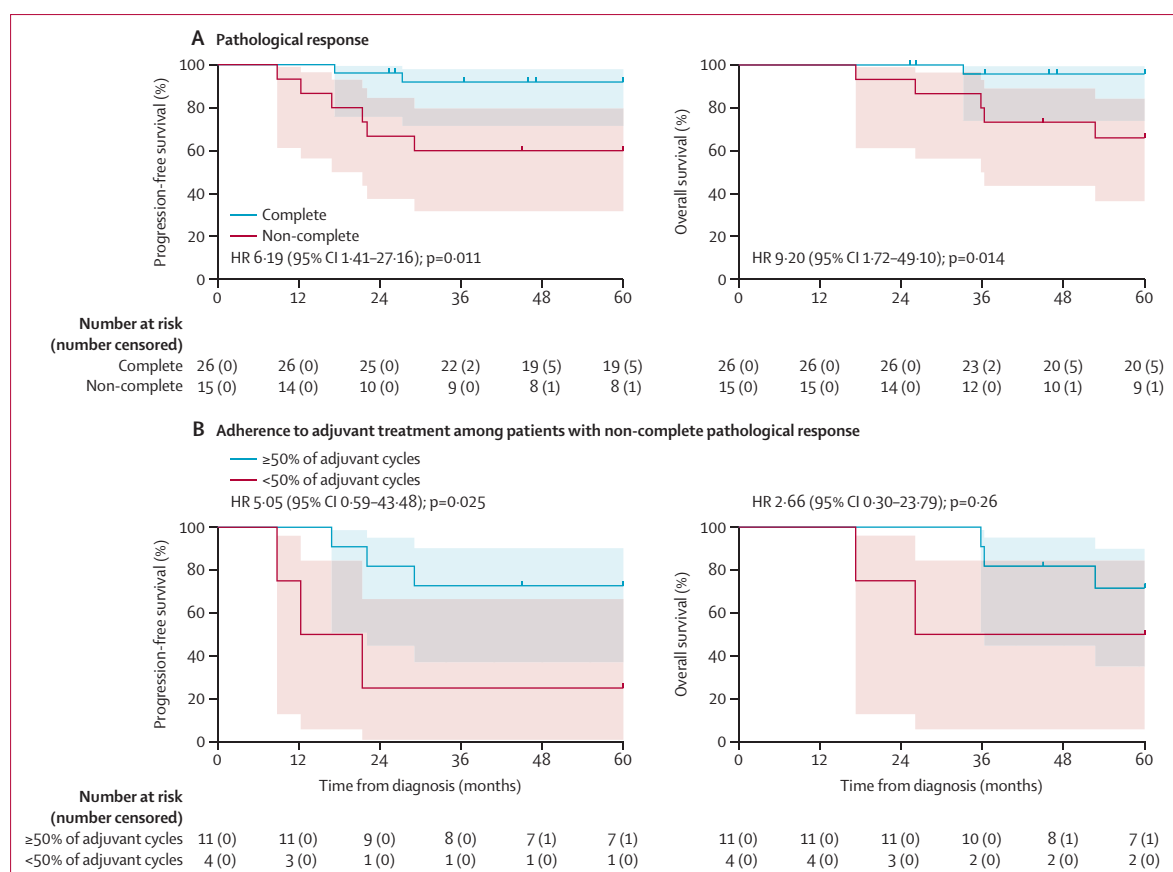 A Pathological response
100
80
60
40
20
0
Progression-free survival (%)
Complete
Non-complete
HR 6·19 (95% CI 1·41–27·16); p=0·011
0 12 24 36 48 60
100
80
60
40
20
0
Overall survival (%)
HR 9·20 (95% CI 1·72–49·10); p=0·014
0 12 24 36 48 60
Number at risk
(number censored)
Complete 26 (0) 26 (0) 25 (0) 22 (2) 19 (5) 19 (5) 26 (0) 26 (0) 26 (0) 23 (2) 20 (5) 20 (5)
Non-complete 15 (0) 14 (0) 10 (0) 9 (0) 8 (1) 8 (1) 15 (0) 15 (0) 14 (0) 12 (0) 10 (1) 9 (1)
B Adherence to adjuvant treatment among patients with non-complete pathological response
≥50% of adjuvant cycles
<50% of adjuvant cycles
HR 5·05 (95% CI 0·59–43·48); p=0·025
100
80
60
40
20
0
Progression-free survival (%)
0 12 24 36 48 60
Time from diagnosis (months)
HR 2·66 (95% CI 0·30–23·79); p=0·26
100
80
60
40
20
0
Overall survival (%)
0 12 24 36 48 60
Time from diagnosis (months)
Number at risk
(number censored)
≥50% of adjuvant cycles 11 (0) 11 (0) 9 (0) 8 (0) 7 (1) 7 (1) 11 (0) 11 (0) 11 (0) 10 (0) 8 (1) 7 (1)
<50% of adjuvant cycles 4 (0) 3 (0) 1 (0) 1 (0) 1 (0) 1 (0) 4 (0) 4 (0) 3 (0) 2 (0) 2 (0) 2 (0)